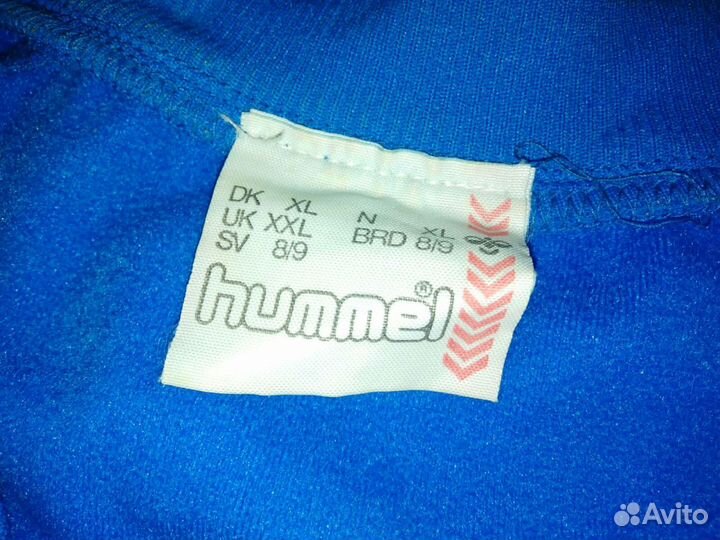 DK XL N XL
UK XXL BRD 8/9
SV 8/9
hummel®
Avito